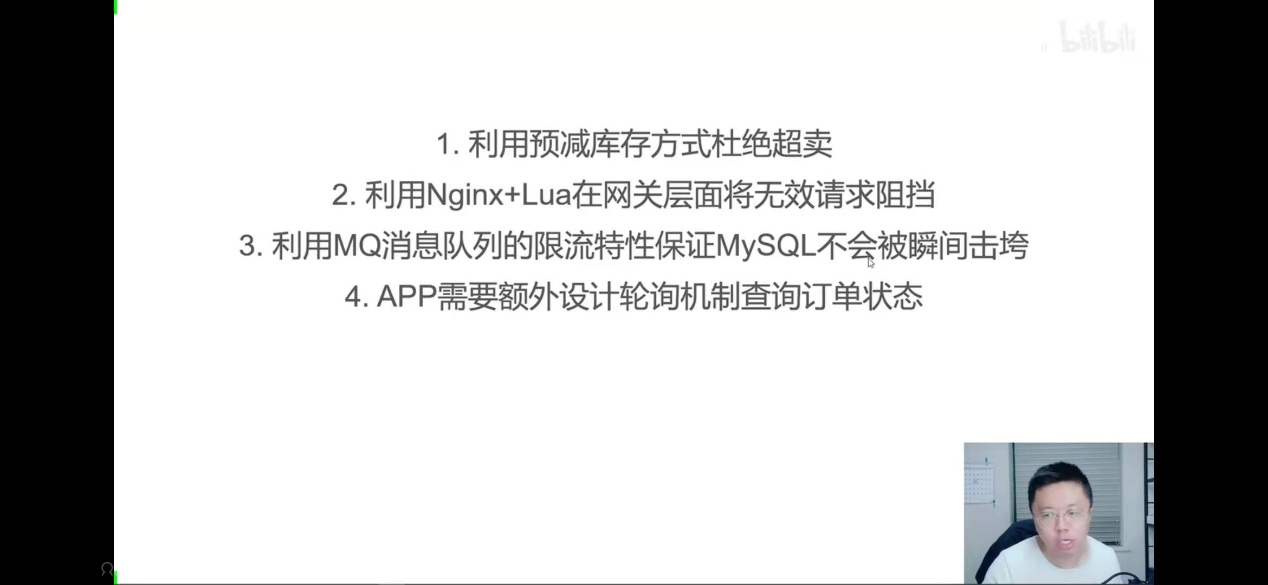 bilibili
1. 利用预减库存方式杜绝超卖
2. 利用Nginx+Lua在网关层面将无效请求阻挡
3. 利用MQ消息队列的限流特性保证MySQL不会被瞬间击垮
4. APP需要额外设计轮询机制查询订单状态